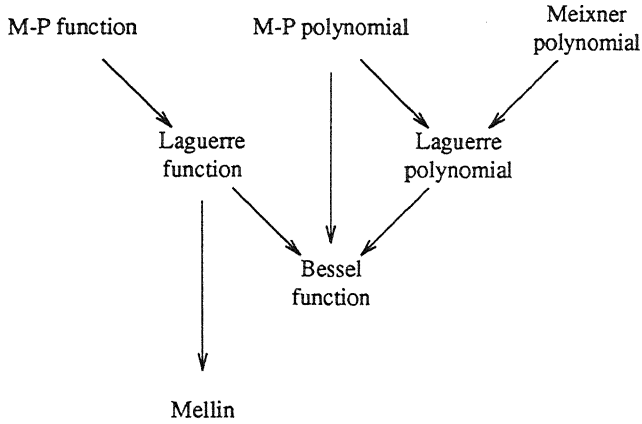 M-P function
M-P polynomial
Meixner
polynomial
Laguerre
function
Laguerre
polynomial
Bessel
function
Mellin